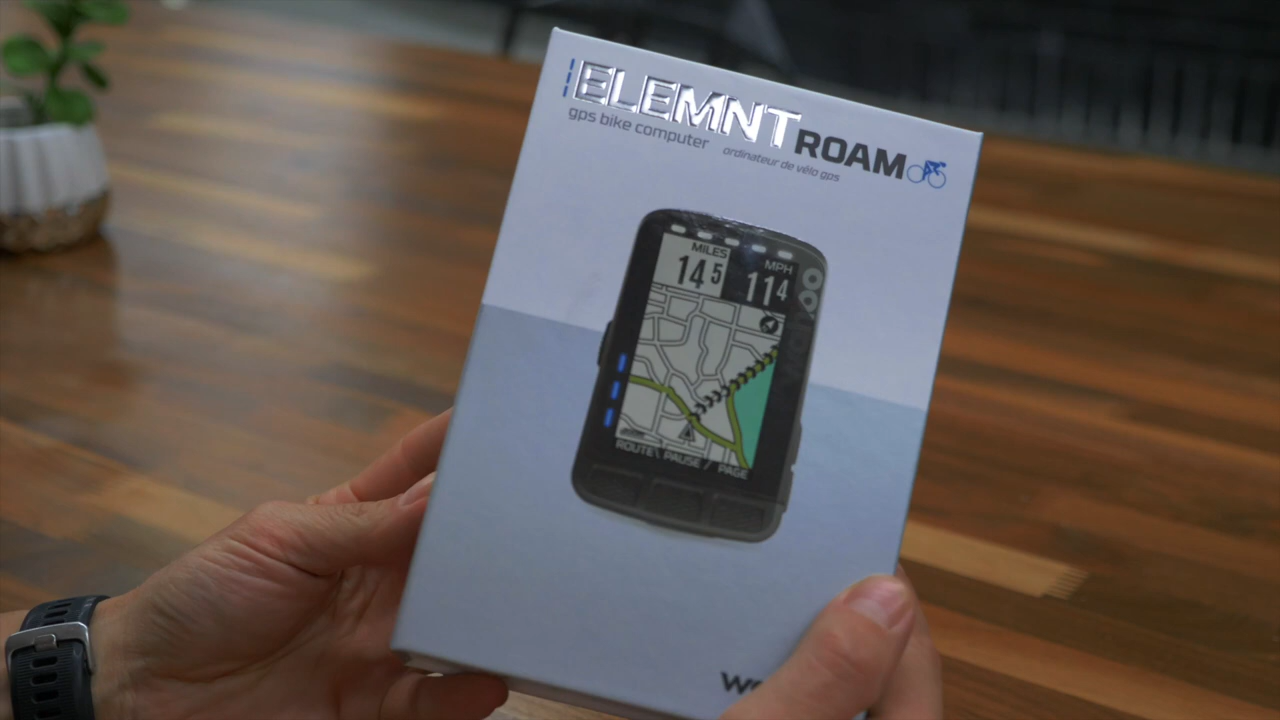 ELEMNT ROAM
gps bike computer ordinateur de vélo gps
MILES MPH
14 5 11 4
ROUTE PAUSE / PAGE